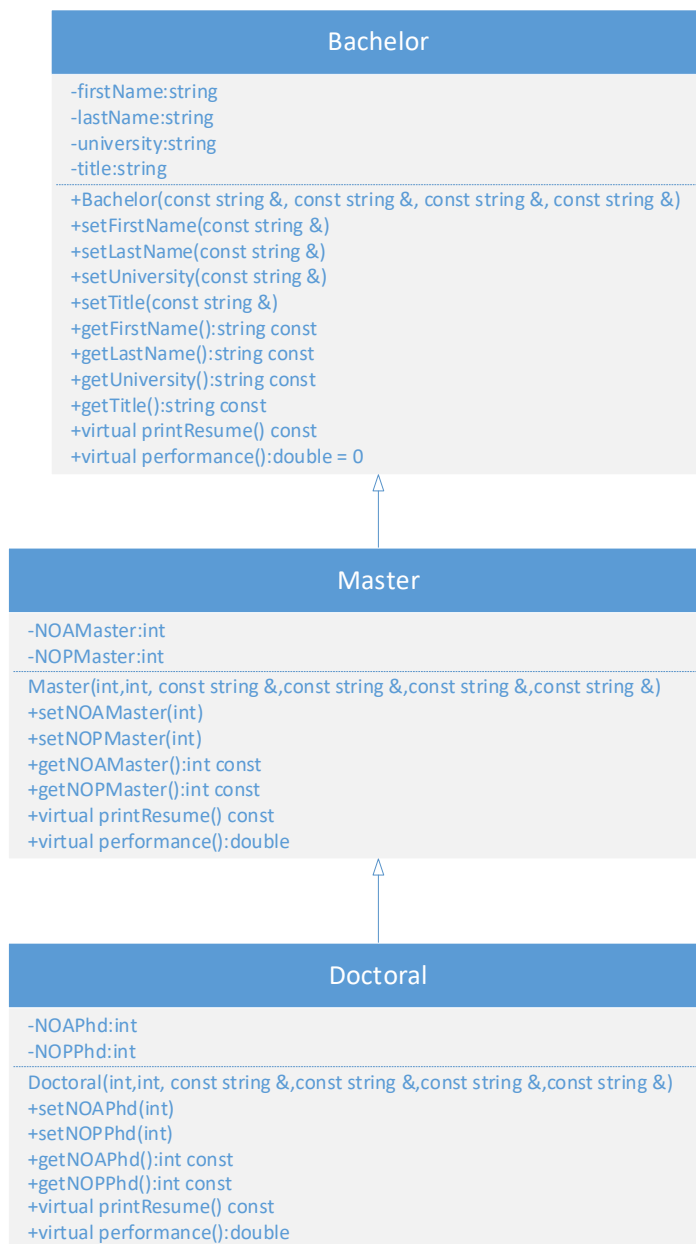 Bachelor
-firstName:string
-lastName:string
-university:string
-title:string
+Bachelor(const string &, const string &, const string &, const string &)
+setFirstName(const string &)
+setLastName(const string &)
+setUniversity(const string &)
+setTitle(const string &)
+getFirstName():string const
+getLastName():string const
+getUniversity():string const
+getTitle():string const
+virtual printResume() const
+virtual performance():double = 0
Master
-NOAMaster:int
-NOPMaster:int
Master(int,int, const string &,const string &,const string &,const string &)
+setNOAMaster(int)
+setNOPMaster(int)
+getNOAMaster():int const
+getNOPMaster():int const
+virtual printResume() const
+virtual performance():double
Doctoral
-NOAPhd:int
-NOPPhd:int
Doctoral(int,int, const string &,const string &,const string &,const string &)
+setNOAPhd(int)
+setNOPPhd(int)
+getNOAPhd():int const
+getNOPPhd():int const
+virtual printResume() const
+virtual performance():double